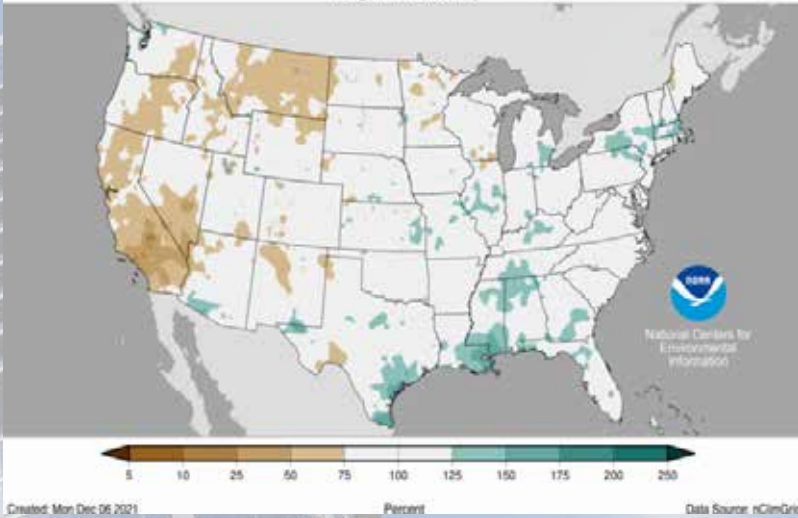 noaa
National Centers for
Environmental
Information
5 10 25 50 75 100 125 150 175 200 250
Created: Mon Dec 06 2021 Percent Data Source: nClimGrid